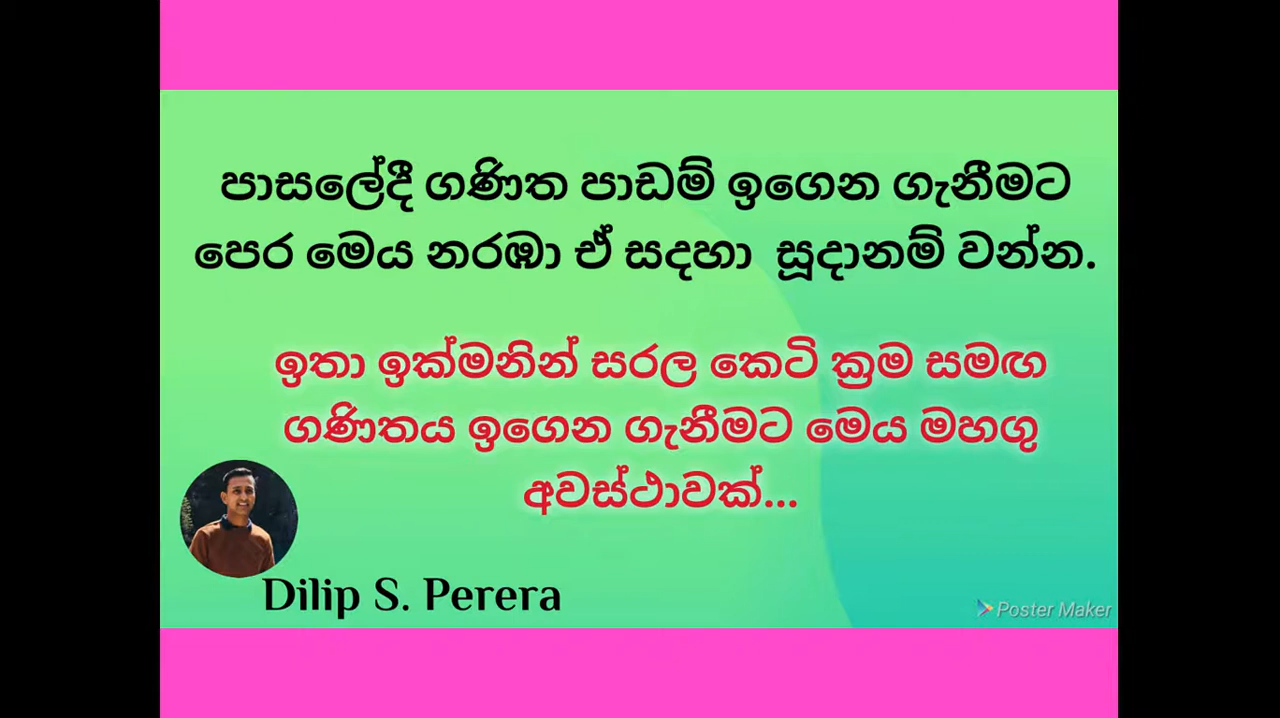 පාසලේදී ගණිත පාඩම් ඉගෙන ගැනීමට
පෙර මෙය නරඹා ඒ සදහා සූදානම් වන්න.
ඉතා ඉක්මනින් සරල කෙටි ක්‍රම සමඟ
ගණිතය ඉගෙන ගැනීමට මෙය මහගු
අවස්ථාවක්...
Dilip S. Perera
Poster Maker